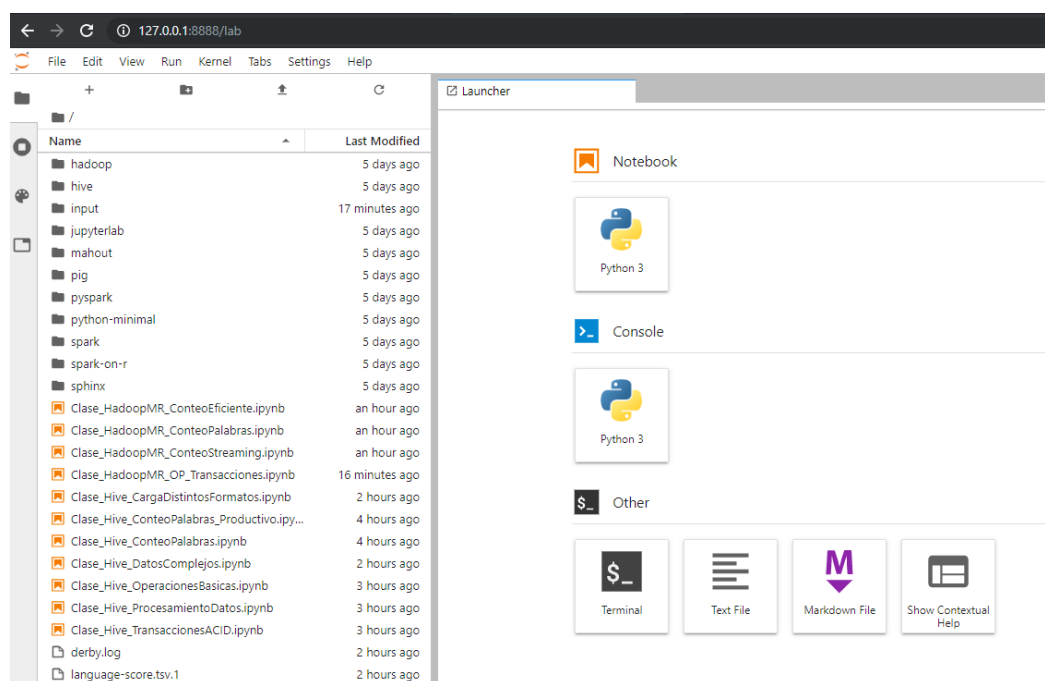 127.0.0.1:8888/lab
File Edit View Run Kernel Tabs Settings Help
Launcher
/
Name Last Modified
hadoop 5 days ago
hive 5 days ago
input 17 minutes ago
jupyterlab 5 days ago
mahout 5 days ago
pig 5 days ago
pyspark 5 days ago
python-minimal 5 days ago
spark 5 days ago
spark-on-r 5 days ago
sphinx 5 days ago
Clase_HadoopMR_ConteoEficiente.ipynb an hour ago
Clase_HadoopMR_ConteoPalabras.ipynb an hour ago
Clase_HadoopMR_ConteoStreaming.ipynb an hour ago
Clase_HadoopMR_OP_Transacciones.ipynb 16 minutes ago
Clase_Hive_CargaDistintosFormatos.ipynb 2 hours ago
Clase_Hive_ConteoPalabras_Productivo.ipy... 4 hours ago
Clase_Hive_ConteoPalabras.ipynb 4 hours ago
Clase_Hive_DatosComplejos.ipynb 2 hours ago
Clase_Hive_OperacionesBasicas.ipynb 3 hours ago
Clase_Hive_ProcesamientoDatos.ipynb 3 hours ago
Clase_Hive_TransaccionesACID.ipynb 3 hours ago
derby.log 2 hours ago
language-score.tsv.1 2 hours ago
Notebook
Python 3
Console
Python 3
$_ Other
$_
M
Terminal Text File Markdown File Show Contextual
Help